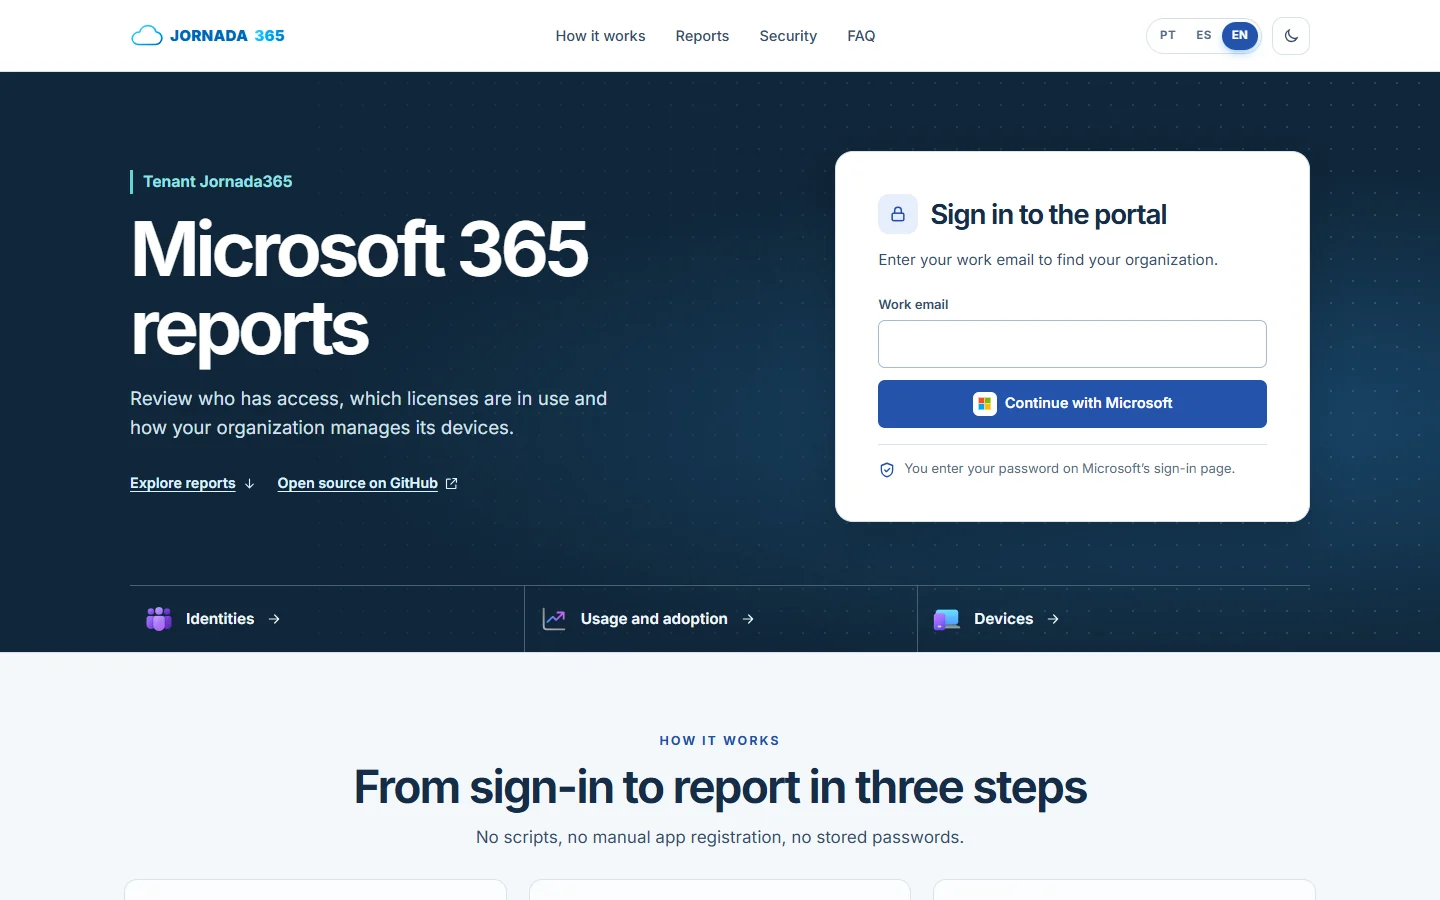 JORNADA 365
How it works
Reports
Security
FAQ
PT
ES
EN
Tenant Jornada365
Microsoft 365
reports
Review who has access, which licenses are in use and
how your organization manages its devices.
Explore reports
Open source on GitHub
Sign in to the portal
Enter your work email to find your organization.
Work email
Continue with Microsoft
You enter your password on Microsoft's sign-in page.
Identities
Usage and adoption
Devices
HOW IT WORKS
From sign-in to report in three steps
No scripts, no manual app registration, no stored passwords.